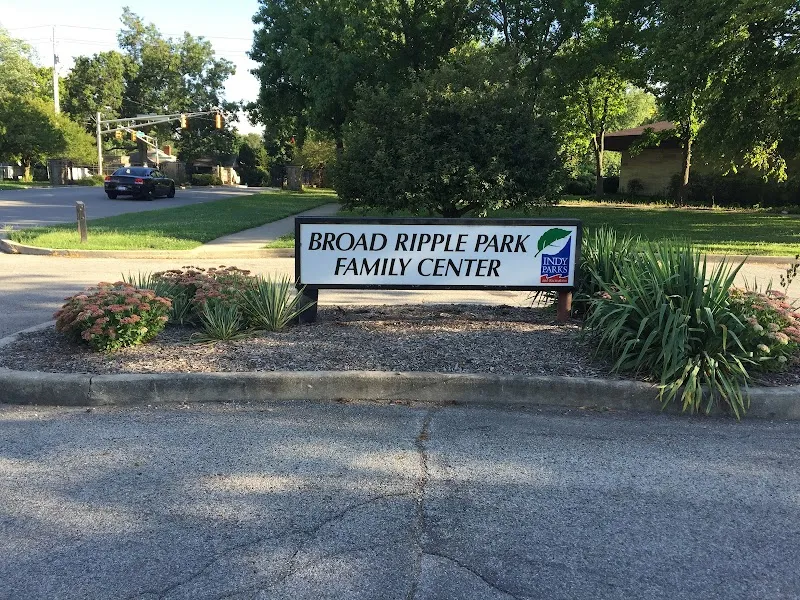 BROAD RIPPLE PARK
FAMILY CENTER
INDY
PARKS